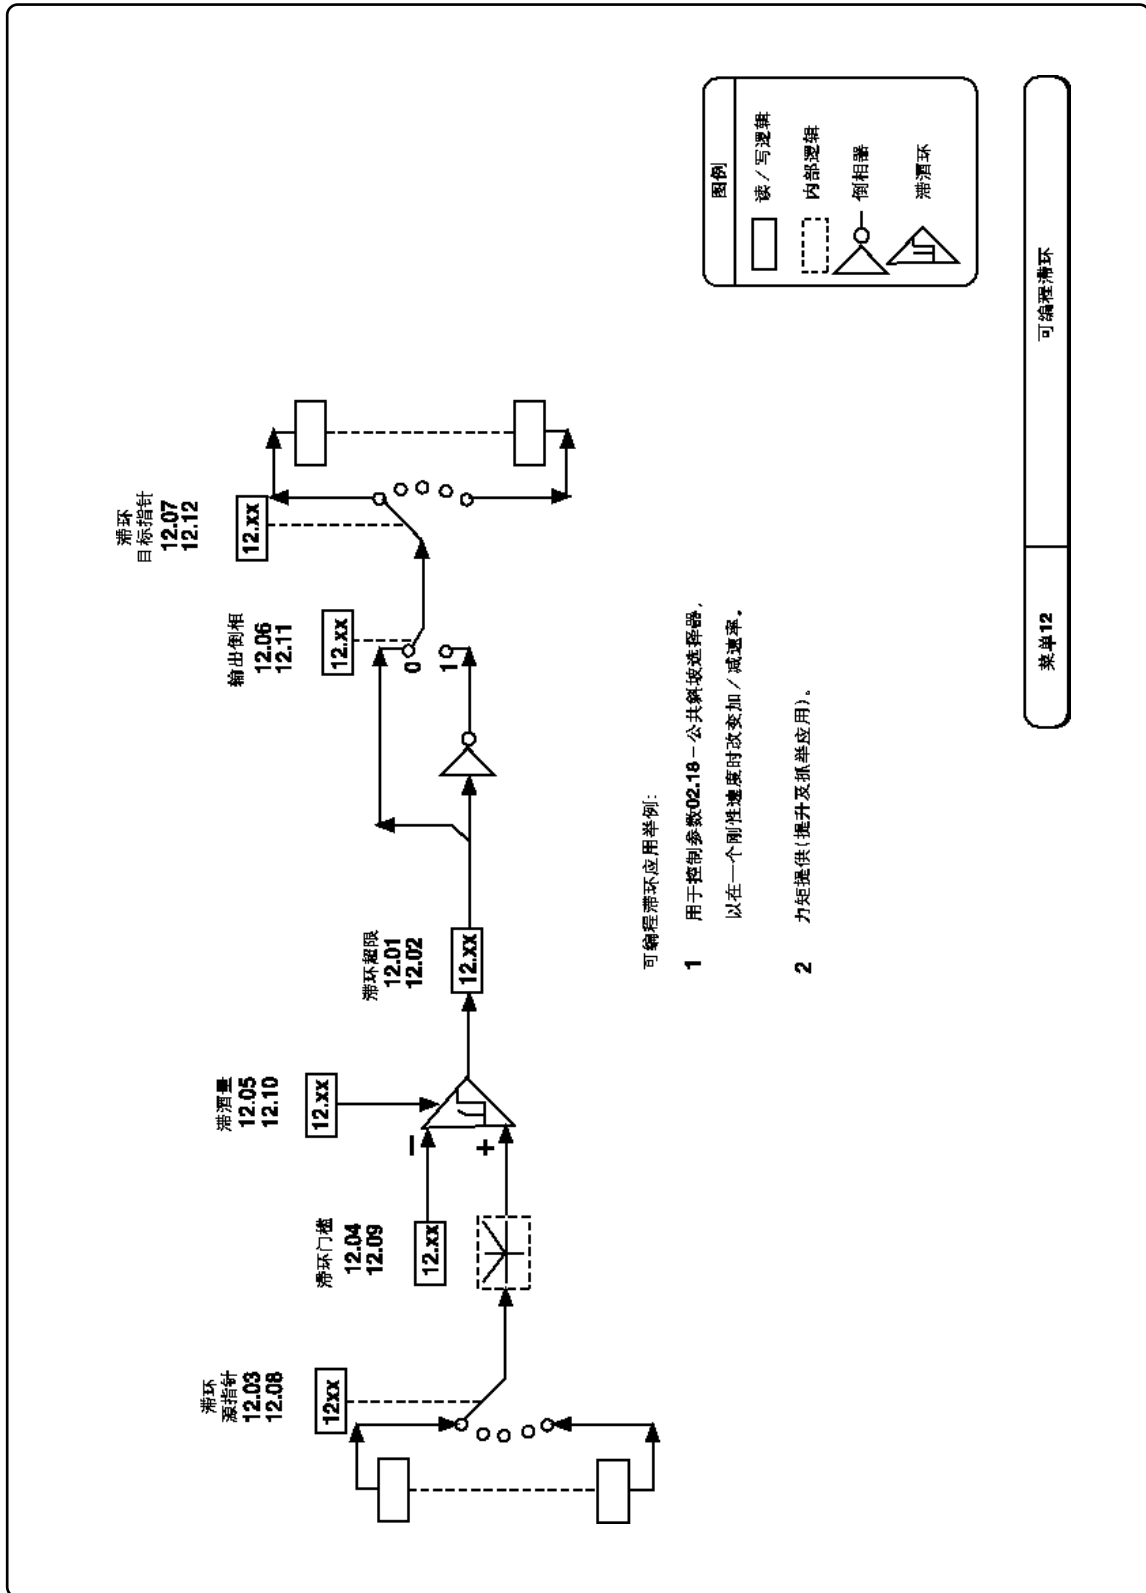 滞环
源指针
12.03
12.08
12xx
滞环门槛
12.04
12.09
12.xx
滞洄量
12.05
12.10
12.xx
−
+
滞环超限
12.01
12.02
12.xx
输出倒相
12.06
12.11
12.xx
0
1
滞环
目标指针
12.07
12.12
12.xx
可编程滞环应用举例：
1 用于控制参数02.18－公共斜坡选择器，
以在一个刚性速度时改变加／减速率。
2 力矩提供(提升及抓举应用)。
图例
读／写逻辑
内部逻辑
倒相器
滞洄环
菜单12
可编程滞环